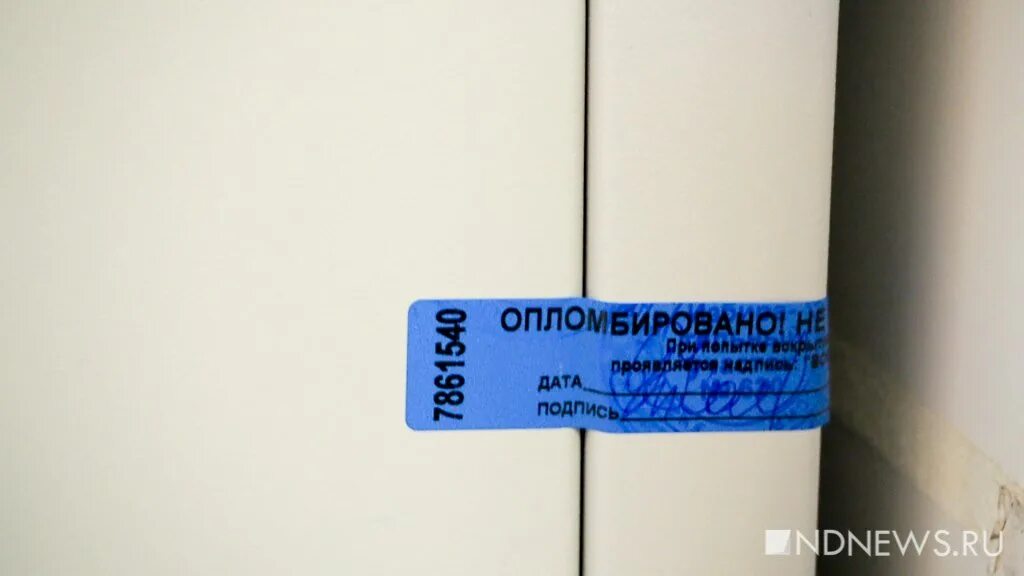 7861540
ОПЛОМБИРОВАНО! НЕ
При попытке вскрыт
проявляется надпись: "
ДАТА
ПОДПИСЬ
NDNEWS.RU